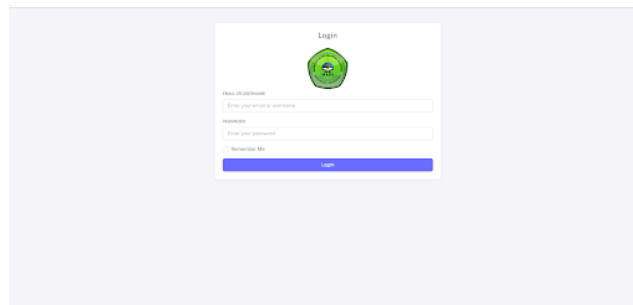 Login
EMAIL OR USERNAME
Enter your email or username
PASSWORD
Enter your password
Remember Me
Login